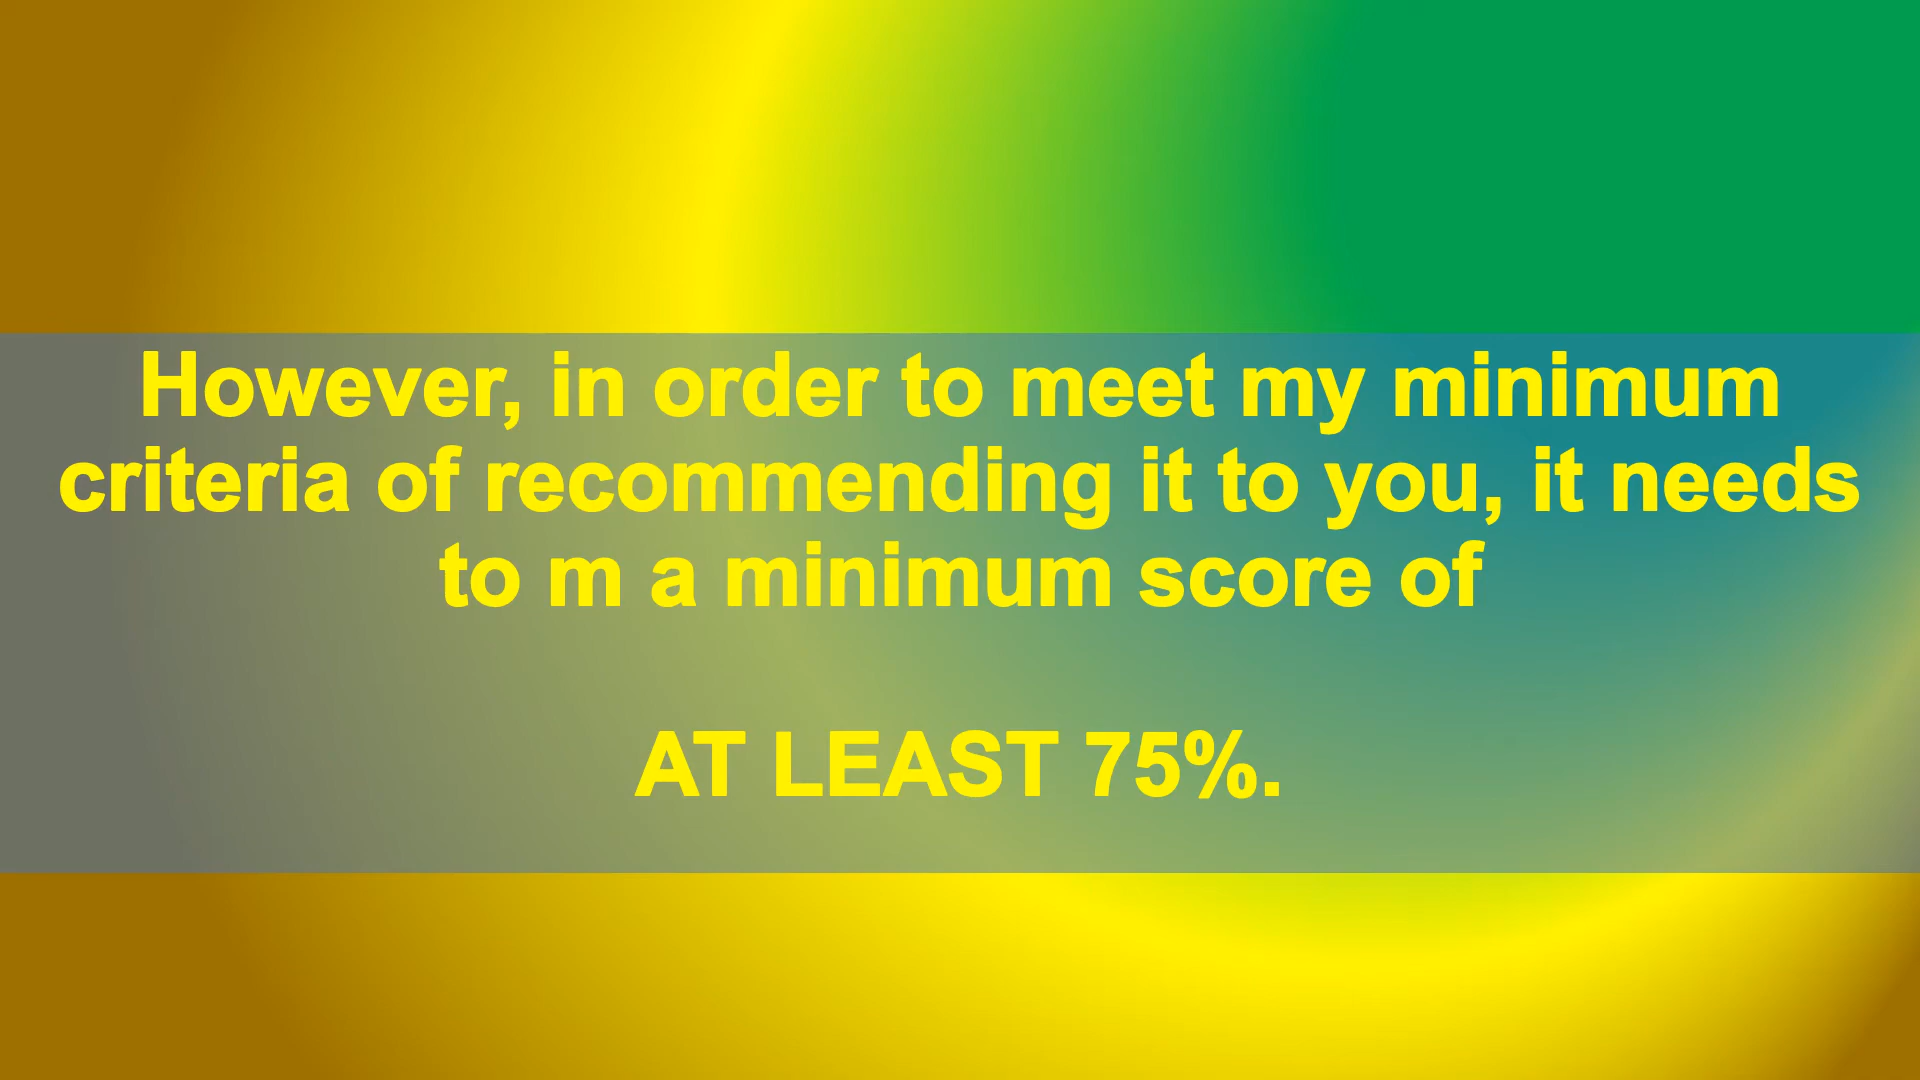 However, in order to meet my minimum
criteria of recommending it to you, it needs
to m a minimum score of
AT LEAST 75%.